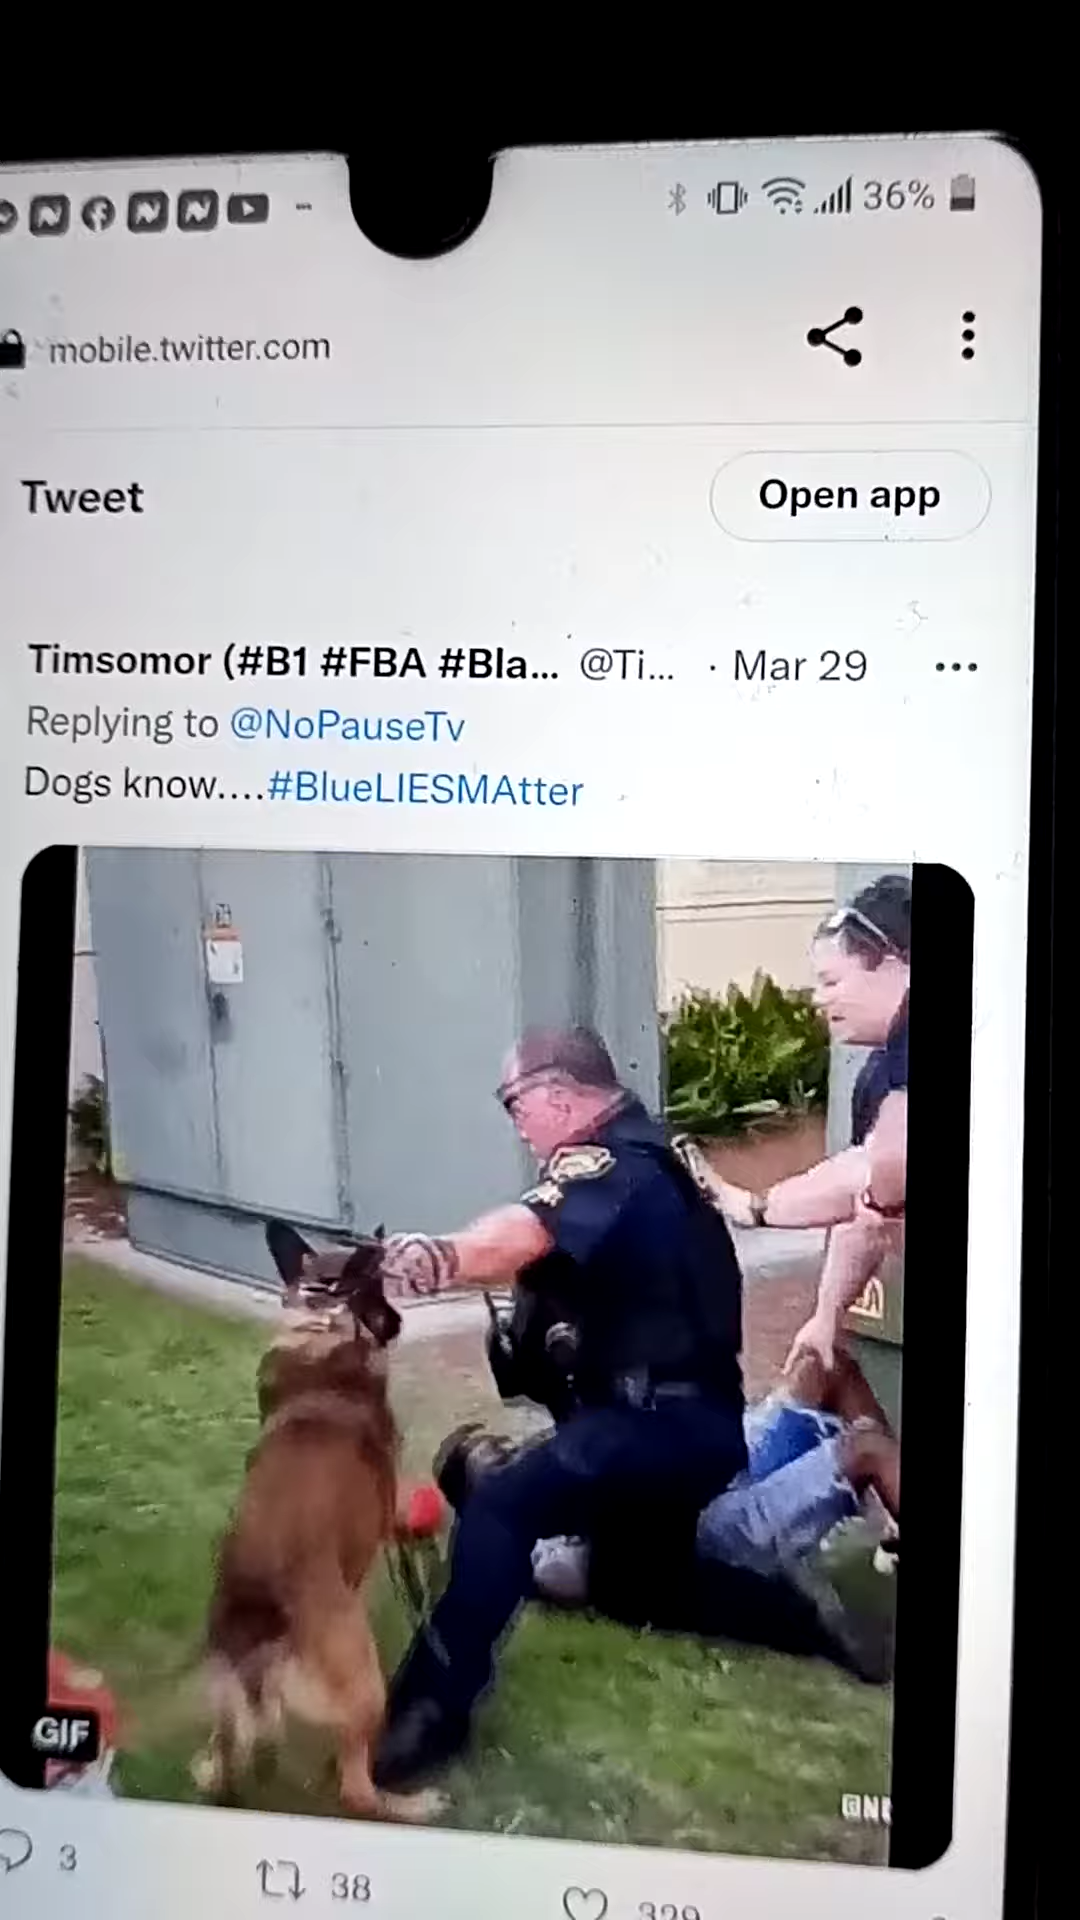 36%
mobile.twitter.com
Tweet
Open app
Timsomor (#B1 #FBA #Bla... @Ti... · Mar 29
Replying to @NoPauseTv
Dogs know....#BlueLIESMAtter
GIF
3
38
329